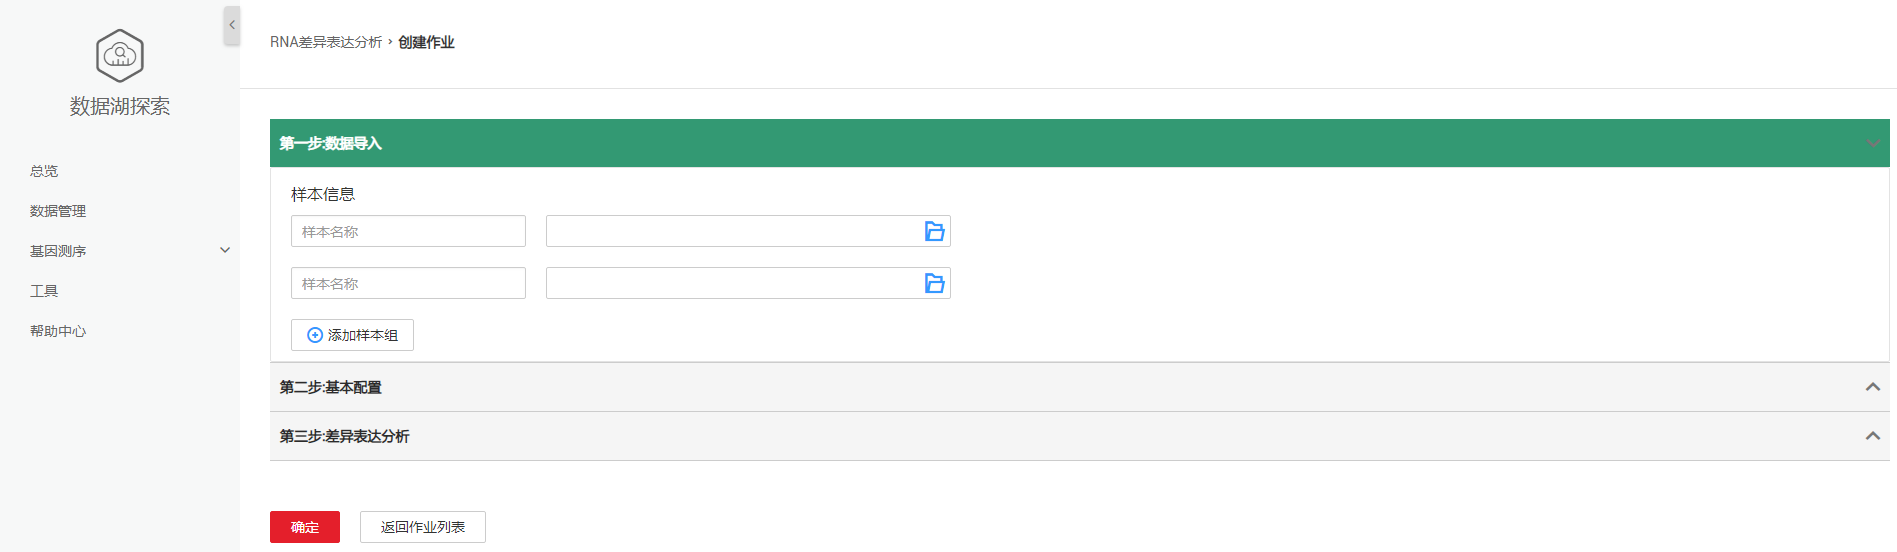 数据湖探索
总览
数据管理
基因测序
工具
帮助中心
RNA差异表达分析 › 创建作业
第一步:数据导入
样本信息
样本名称
样本名称
添加样本组
第二步:基本配置
第三步:差异表达分析
确定 返回作业列表